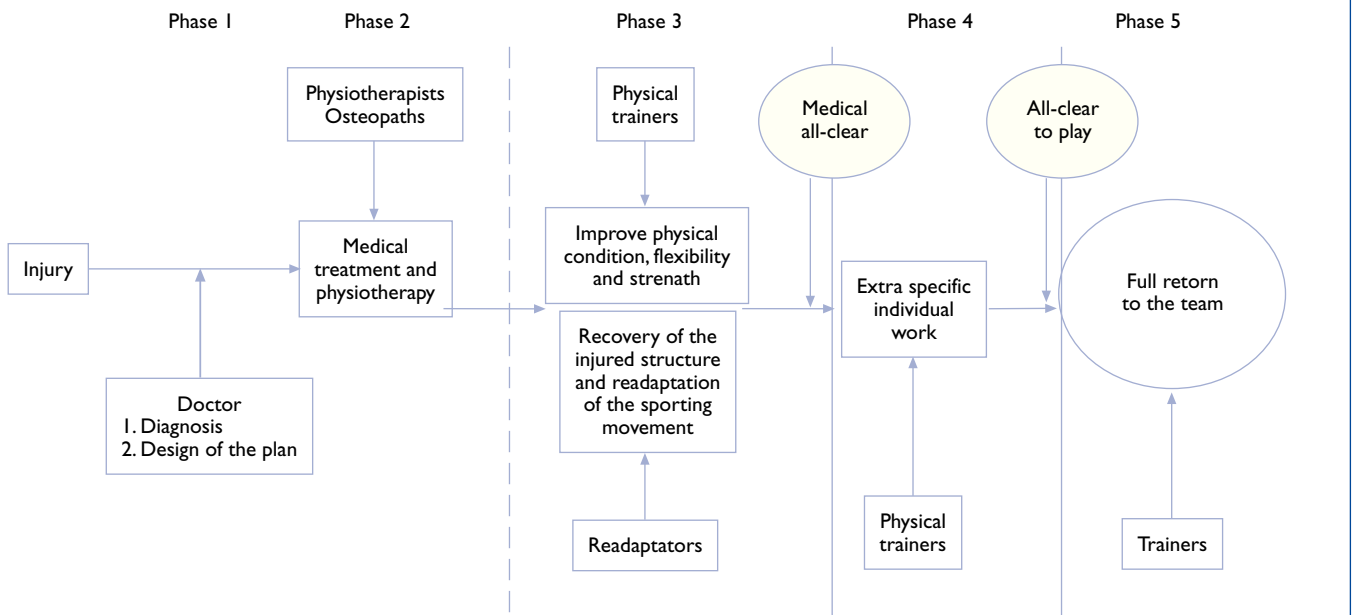 Phase 1
Phase 2
Phase 3
Phase 4
Phase 5
Physiotherapists
Osteopaths
Physical
trainers
Medical
all-clear
All-clear
to play
Injury
Medical
treatment and
physiotherapy
Improve physical
condition, flexibility
and strenath
Extra specific
individual
work
Full retorn
to the team
Recovery of the
injured structure
and readaptation
of the sporting
movement
Doctor
1. Diagnosis
2. Design of the plan
Readaptators
Physical
trainers
Trainers